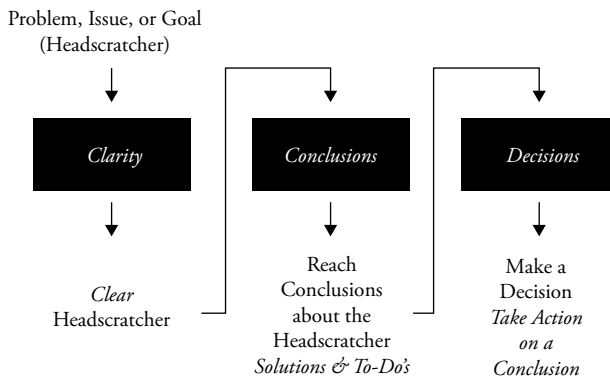 Problem, Issue, or Goal
(Headscratcher)
Clarity
Clear
Headscratcher
Conclusions
Reach
Conclusions
about the
Headscratcher
Solutions & To-Do's
Decisions
Make a
Decision
Take Action
on a
Conclusion